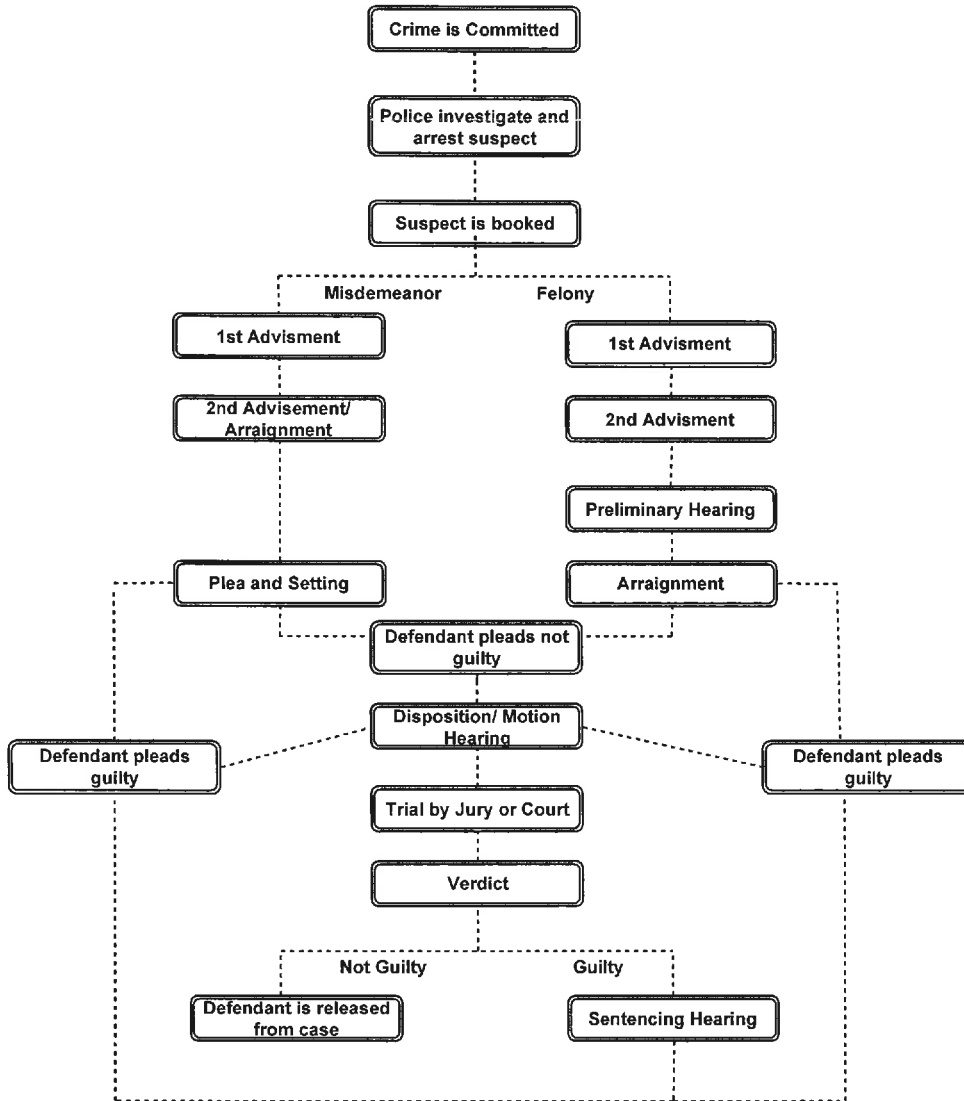 Crime is Committed
Police investigate and
arrest suspect
Suspect is booked
Misdemeanor
Felony
1st Advisment
1st Advisment
2nd Advisement/
Arraignment
2nd Advisment
Preliminary Hearing
Plea and Setting
Arraignment
Defendant pleads not
guilty
Disposition/ Motion
Hearing
Defendant pleads
guilty
Defendant pleads
guilty
Trial by Jury or Court
Verdict
Not Guilty
Guilty
Defendant is released
from case
Sentencing Hearing